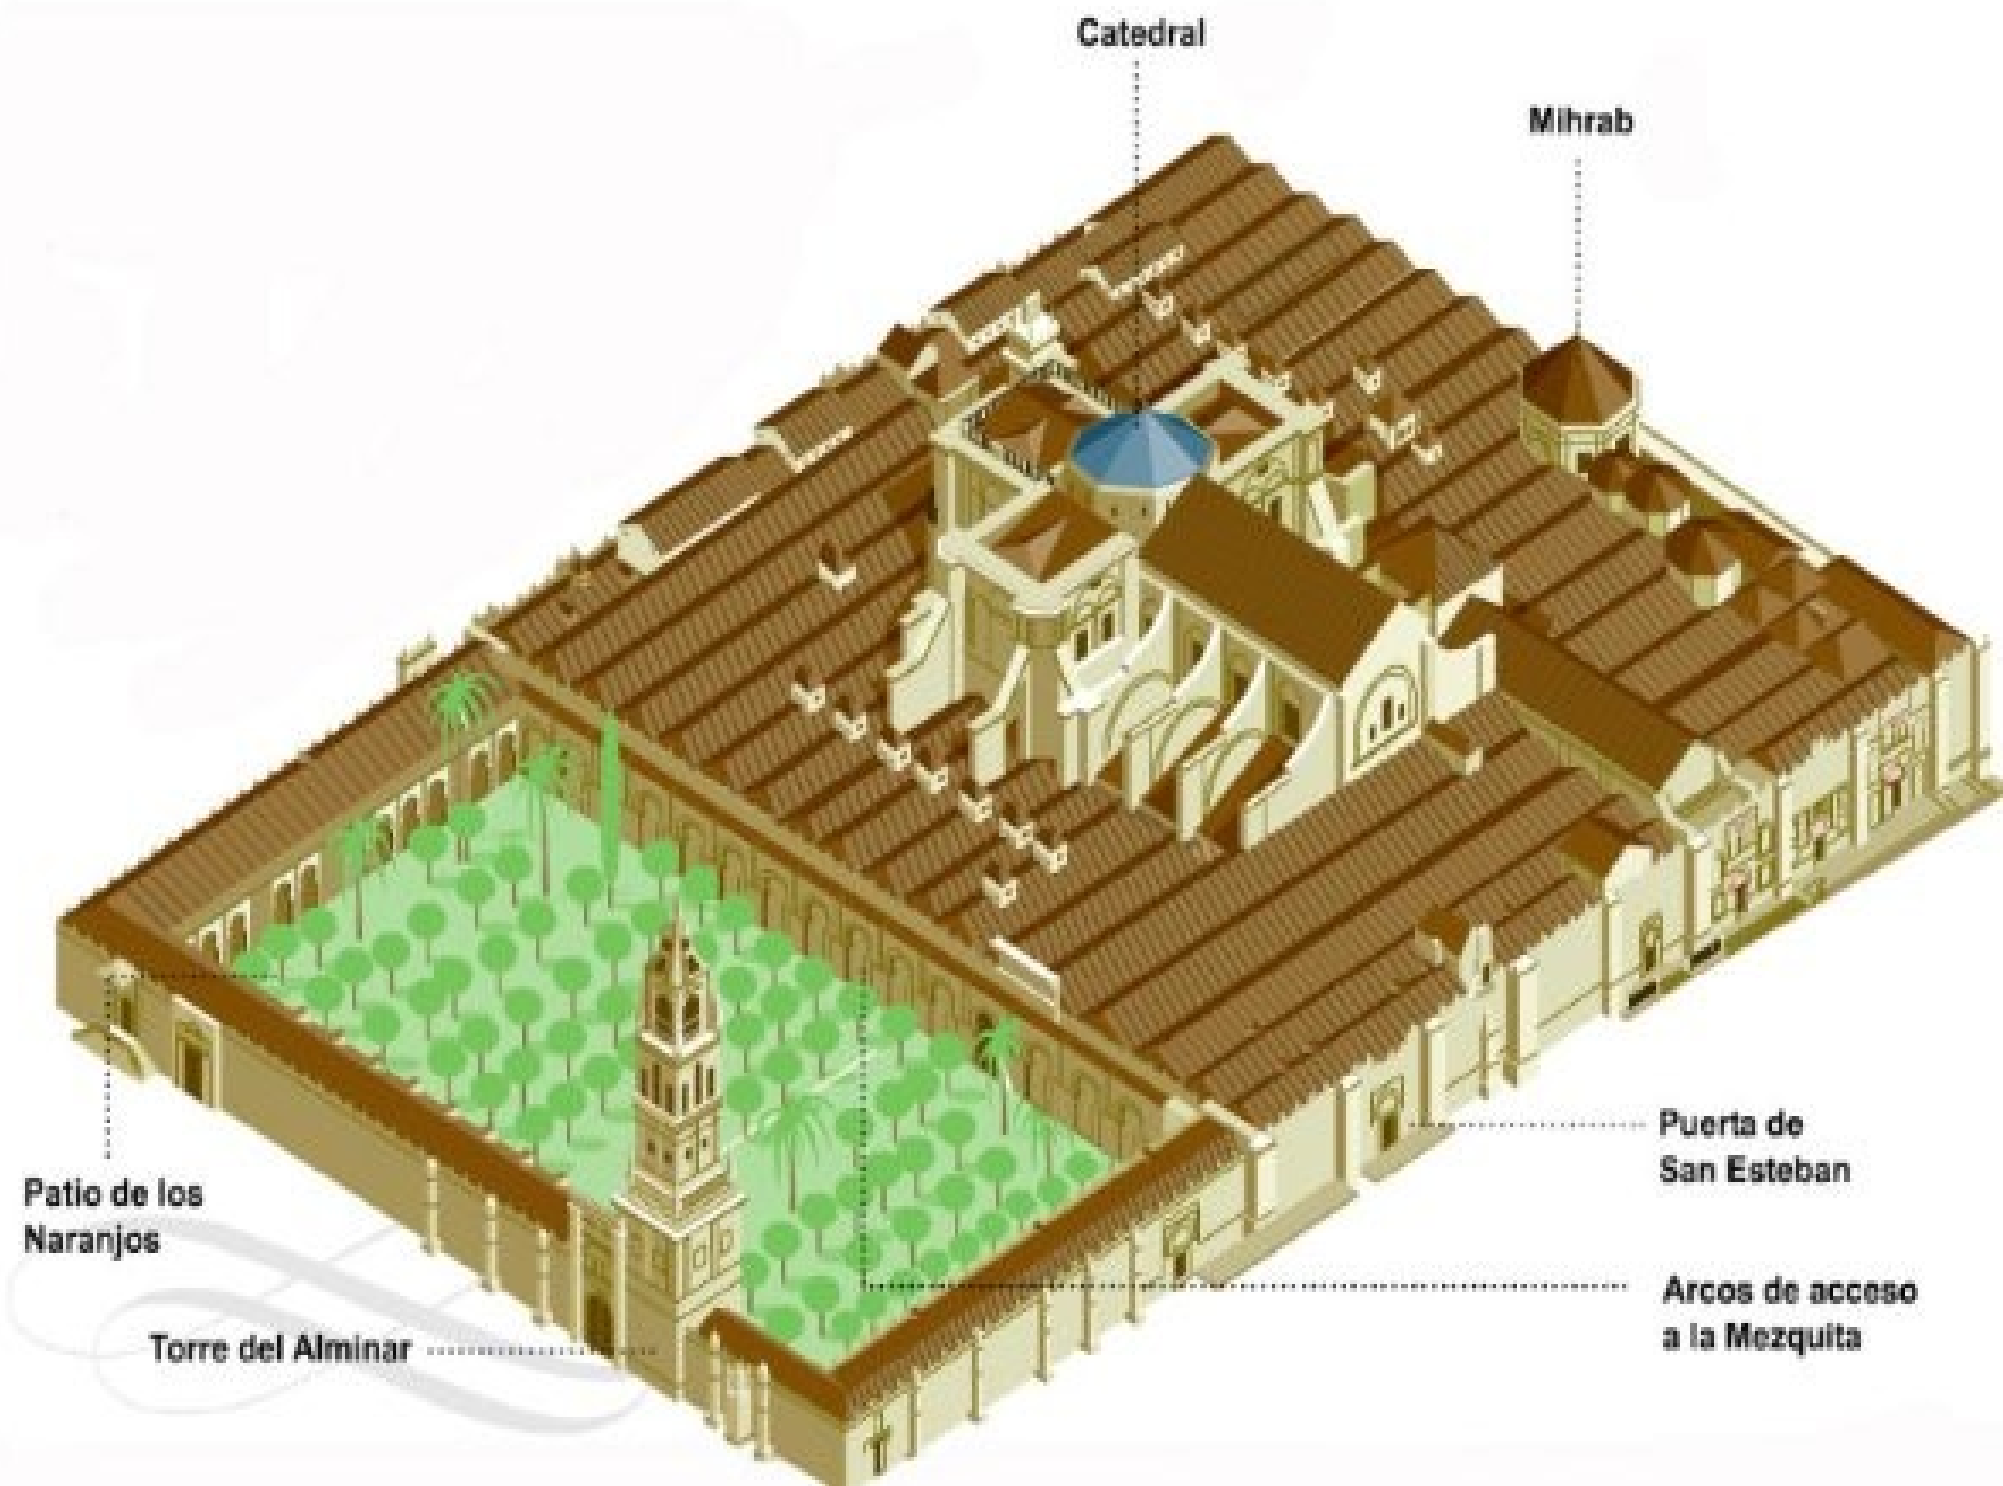 Catedral
Mihrab
Puerta de
San Esteban
Patio de los
Naranjos
Arcos de acceso
a la Mezquita
Torre del Alminar